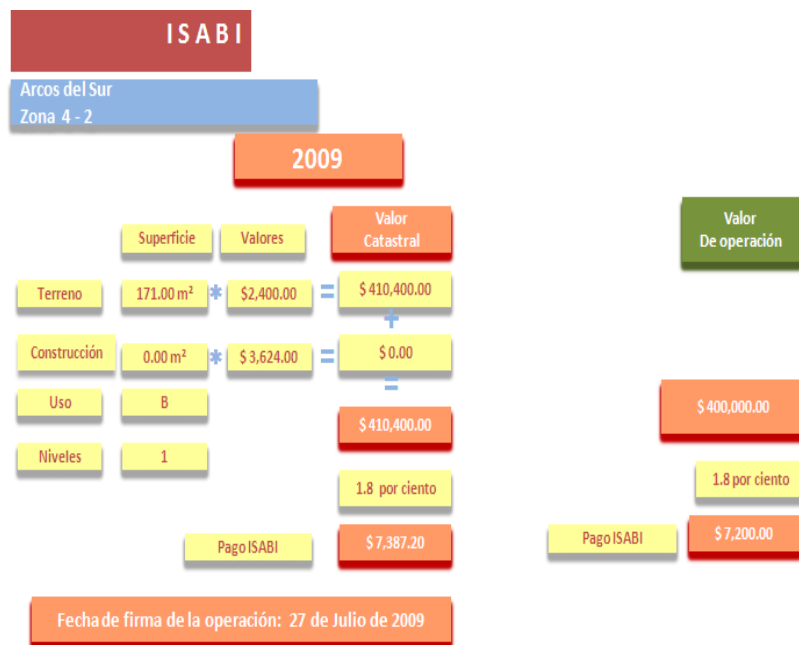 ISABI
Arcos del Sur
Zona 4 - 2
2009
Superficie Valores Valor
Catastral
Valor
De operación
Terreno 171.00 m² * $2,400.00 = $ 410,400.00
+
Construcción 0.00 m² * $ 3,624.00 = $ 0.00
=
Uso B
$ 410,400.00
$ 400,000.00
Niveles 1
1.8 por ciento
1.8 por ciento
Pago ISABI $ 7,387.20
Pago ISABI $ 7,200.00
Fecha de firma de la operación: 27 de Julio de 2009